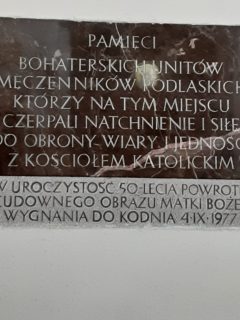 PAMIĘCI
BOHATERSKICH UNITÓW
MĘCZENNIKÓW PODLASKICH
KTÓRZY NA TYM MIEJSCU
CZERPALI NATCHNIENIE I SIŁĘ
DO OBRONY WIARY I JEDNOŚC
Z KOŚCIOŁEM KATOLICKIM
W UROCZYSTOŚĆ 50-LECIA POWROT
CUDOWNEGO OBRAZU MATKI BOŻE
WYGNANIA DO KODNIA 4·IX·1977